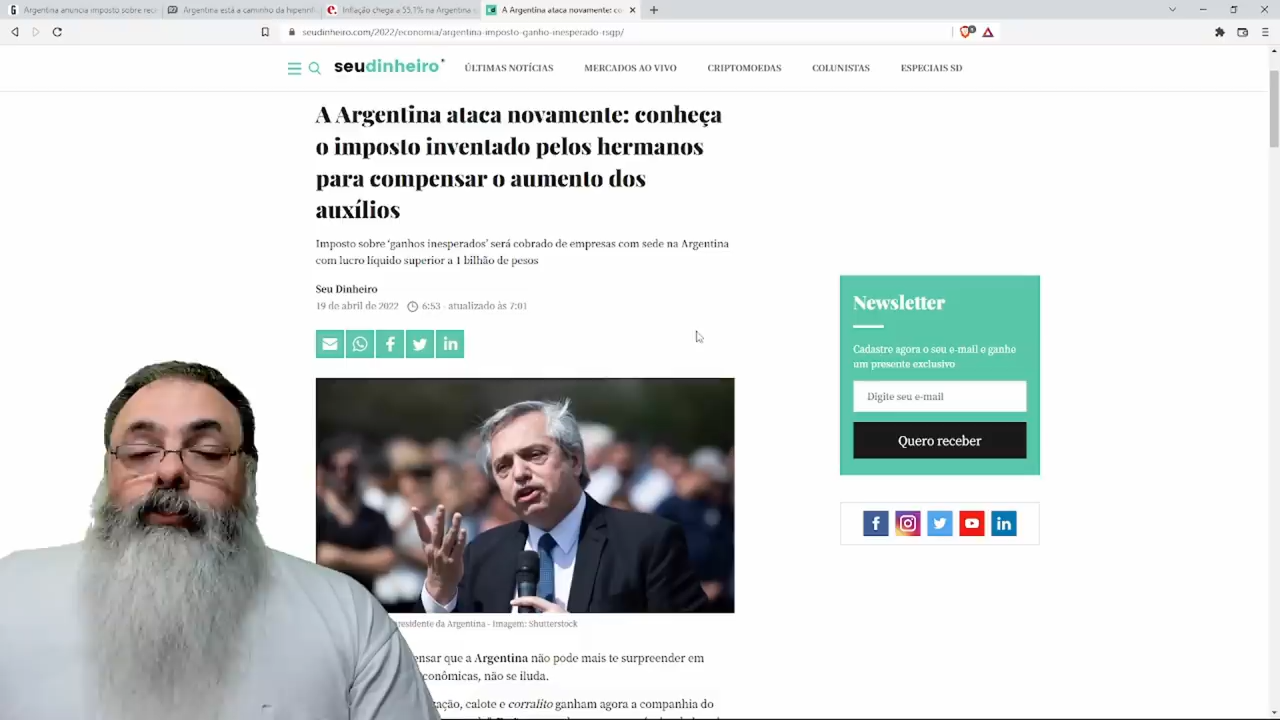 Argentina anuncia imposto sobre rec
Argentina está a caminho da hiperinfl
Inflação chega a 55,1% na Argentina
A Argentina ataca novamente: co
seudinheiro.com/2022/economia/argentina-imposto-ganho-inesperado-rsgp/
seudinheiro
ÚLTIMAS NOTÍCIAS
MERCADOS AO VIVO
CRIPTOMOEDAS
COLUNISTAS
ESPECIAIS SD
A Argentina ataca novamente: conheça
o imposto inventado pelos hermanos
para compensar o aumento dos
auxílios
Imposto sobre ‘ganhos inesperados’ será cobrado de empresas com sede na Argentina
com lucro líquido superior a 1 bilhão de pesos
Seu Dinheiro
19 de abril de 2022 6:53 - atualizado às 7:01
Newsletter
Cadastre agora o seu e-mail e ganhe
um presente exclusivo
Digite seu e-mail
Quero receber
residente da Argentina - Imagem: Shutterstock
ensar que a Argentina não pode mais te surpreender em
conômicas, não se iluda.
ação, calote e corralito ganham agora a companhia do